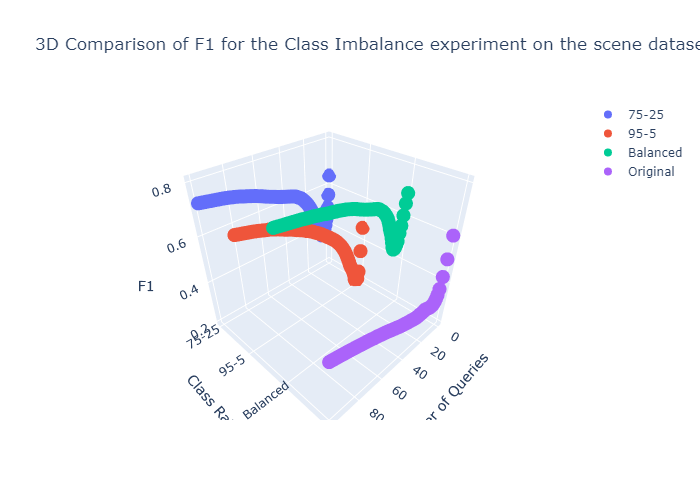 3D Comparison of F1 for the Class Imbalance experiment on the scene datase
75-25
95-5
Balanced
Original
0.8
0.6
0.4
0.2
F1
75-25
95-5
Balanced
Class Ra
0
20
40
60
80
er of Queries